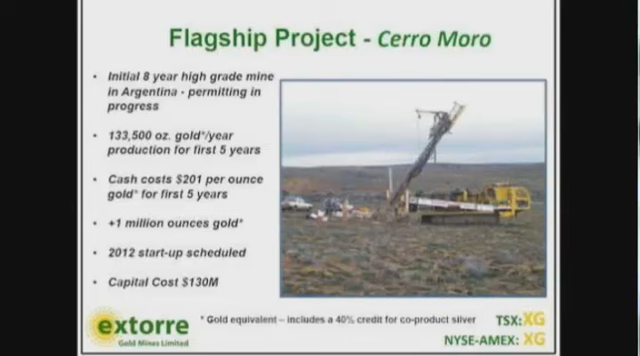 Flagship Project - Cerro Moro
• Initial 8 year high grade mine
in Argentina - permitting in
progress
• 133,500 oz. gold*/year
production for first 5 years
• Cash costs $201 per ounce
gold* for first 5 years
• +1 million ounces gold*
• 2012 start-up scheduled
• Capital Cost $130M
extorre
Gold Mines Limited
* Gold equivalent – includes a 40% credit for co-product silver
TSX: XG
NYSE-AMEX: XG